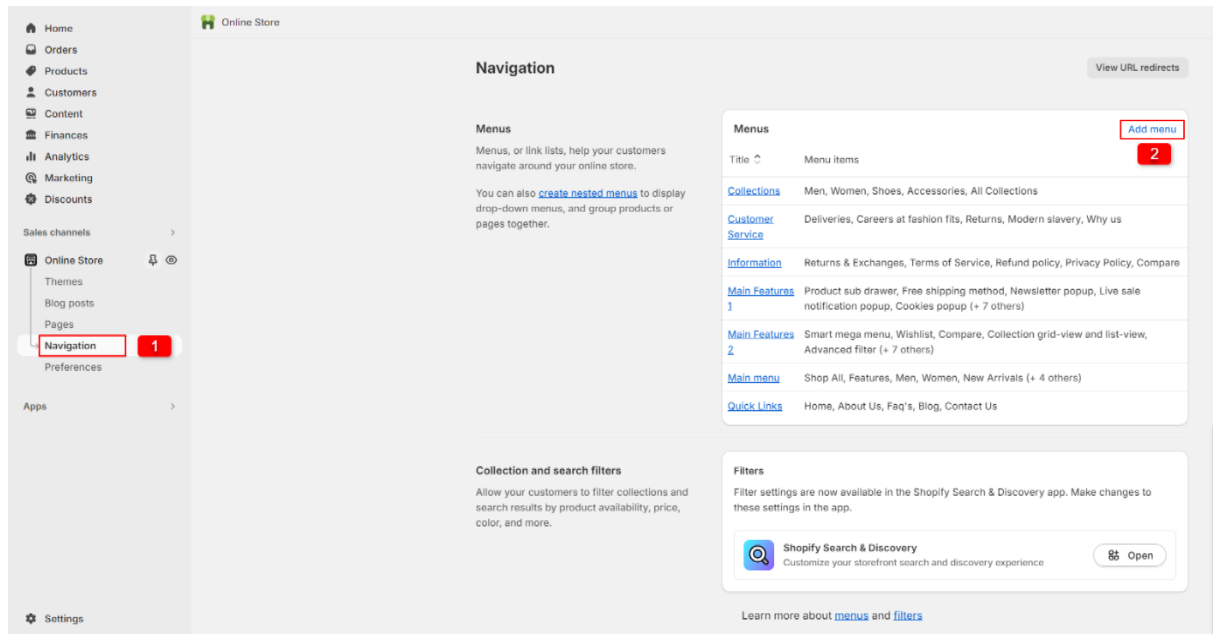 Online Store
Home
Orders
Products
Customers
Content
Finances
Analytics
Marketing
Discounts
Sales channels
Online Store
Themes
Blog posts
Pages
Navigation
1
Preferences
Apps
Settings
Navigation
View URL redirects
Menus
Menus, or link lists, help your customers
navigate around your online store.
You can also create nested menus to display
drop-down menus, and group products or
pages together.
Menus
Add menu
2
Title
Menu items
Collections
Men, Women, Shoes, Accessories, All Collections
Customer
Service
Deliveries, Careers at fashion fits, Returns, Modern slavery, Why us
Information
Returns & Exchanges, Terms of Service, Refund policy, Privacy Policy, Compare
Main Features
1
Product sub drawer, Free shipping method, Newsletter popup, Live sale
notification popup, Cookies popup (+ 7 others)
Main Features
2
Smart mega menu, Wishlist, Compare, Collection grid-view and list-view,
Advanced filter (+ 7 others)
Main menu
Shop All, Features, Men, Women, New Arrivals (+ 4 others)
Quick Links
Home, About Us, Faq's, Blog, Contact Us
Collection and search filters
Allow your customers to filter collections and
search results by product availability, price,
color, and more.
Filters
Filter settings are now available in the Shopify Search & Discovery app. Make changes to
these settings in the app.
Shopify Search & Discovery
Customize your storefront search and discovery experience
Open
Learn more about menus and filters